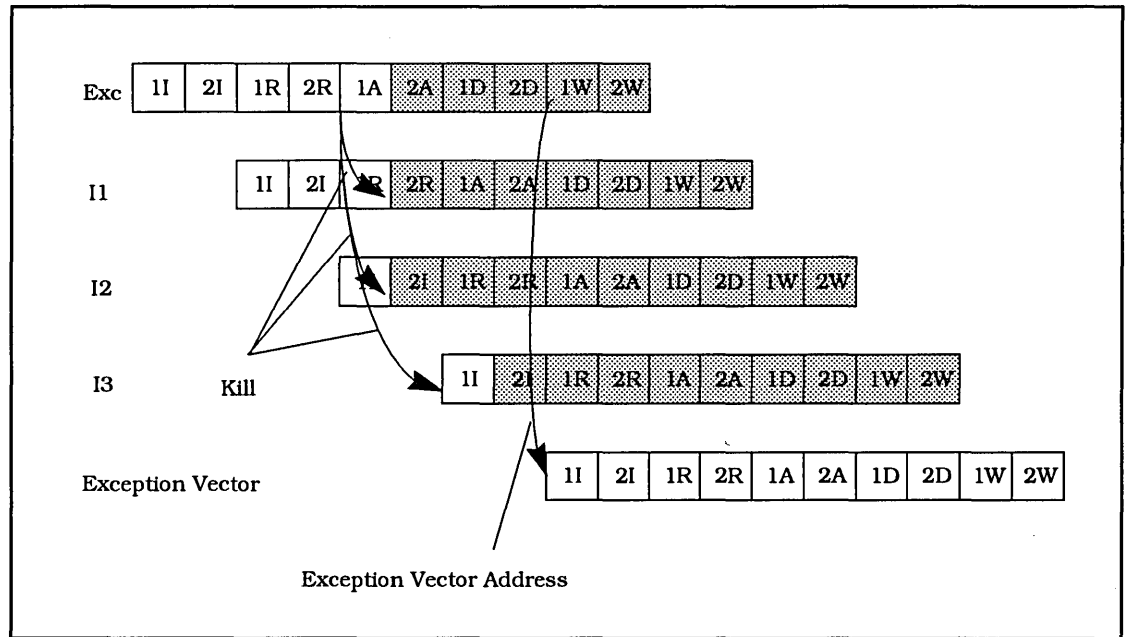 Exc 1I 2I 1R 2R 1A 2A 1D 2D 1W 2W
I1 1I 2I 1R 2R 1A 2A 1D 2D 1W 2W
I2 1I 2I 1R 2R 1A 2A 1D 2D 1W 2W
I3 1I 2I 1R 2R 1A 2A 1D 2D 1W 2W
Kill
Exception Vector 1I 2I 1R 2R 1A 2A 1D 2D 1W 2W
Exception Vector Address